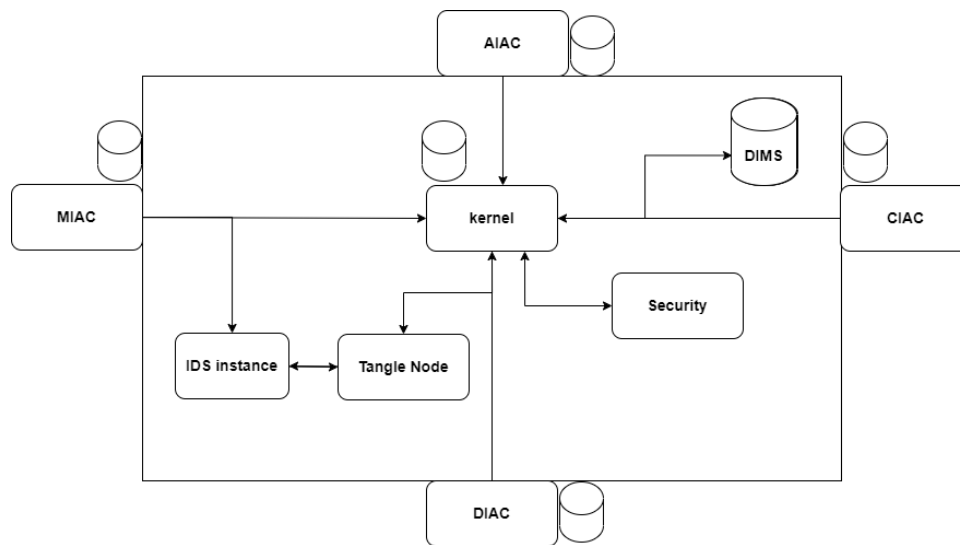 AIAC
DIMS
MIAC
kernel
CIAC
Security
IDS instance
Tangle Node
DIAC